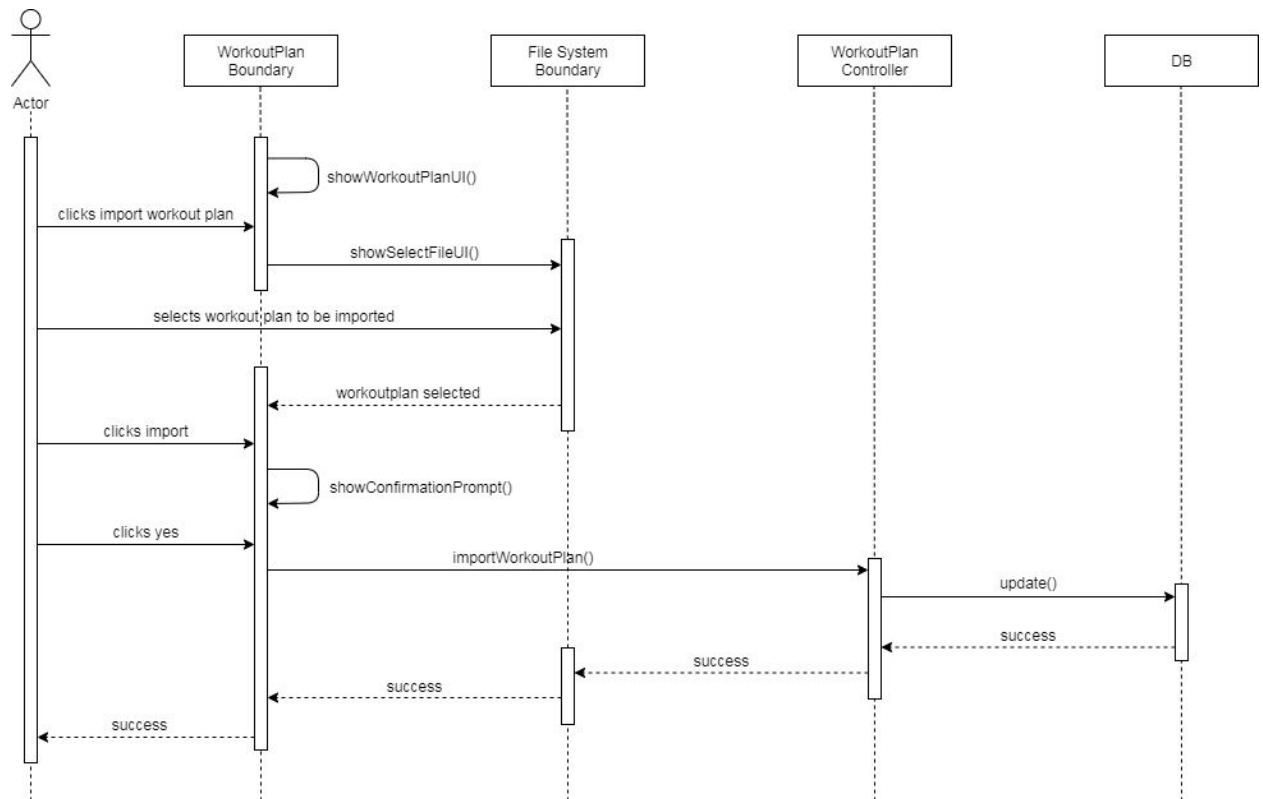 WorkoutPlan
Boundary
File System
Boundary
WorkoutPlan
Controller
DB
Actor
showWorkoutPlanUI()
clicks import workout plan
showSelectFileUI()
selects workout plan to be imported
workoutplan selected
clicks import
showConfirmationPrompt()
clicks yes
importWorkoutPlan()
update()
success
success
success
success